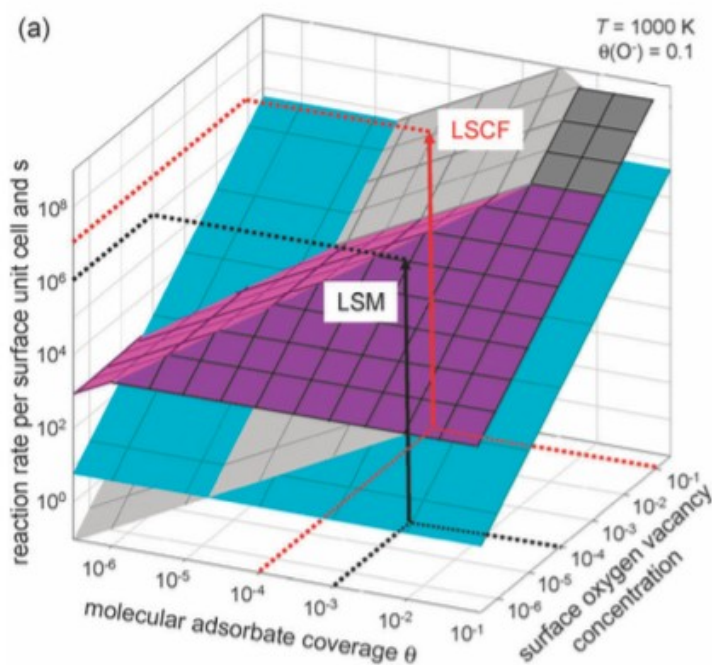 (a)
T = 1000 K
θ(O⁻) = 0.1
LSCF
LSM
reaction rate per surface unit cell and s
10⁸
10⁶
10⁴
10²
10⁰
10⁻⁶
10⁻⁵
10⁻⁴
10⁻³
10⁻²
10⁻¹
molecular adsorbate coverage θ
10⁻¹
10⁻²
10⁻³
10⁻⁴
10⁻⁵
10⁻⁶
surface oxygen vacancy
concentration